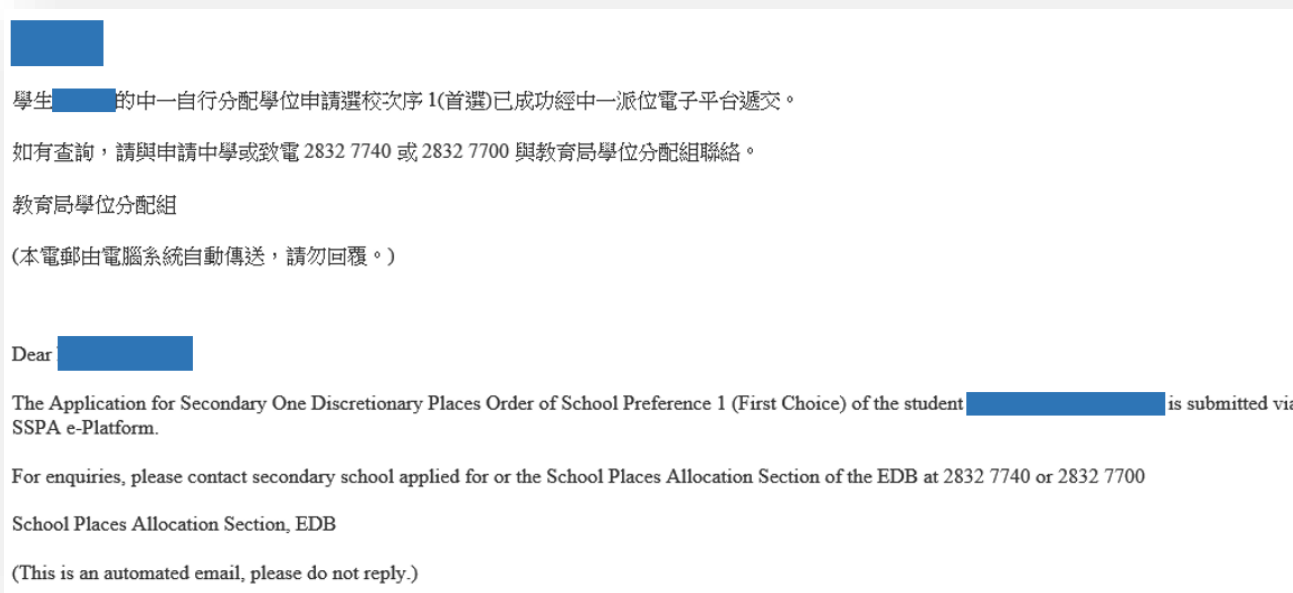 學生 的中一自行分配學位申請選校次序 1(首選)已成功經中一派位電子平台遞交。
如有查詢，請與申請中學或致電 2832 7740 或 2832 7700 與教育局學位分配組聯絡。
教育局學位分配組
(本電郵由電腦系統自動傳送，請勿回覆。)
Dear
The Application for Secondary One Discretionary Places Order of School Preference 1 (First Choice) of the student is submitted via
SSPA e-Platform.
For enquiries, please contact secondary school applied for or the School Places Allocation Section of the EDB at 2832 7740 or 2832 7700
School Places Allocation Section, EDB
(This is an automated email, please do not reply.)